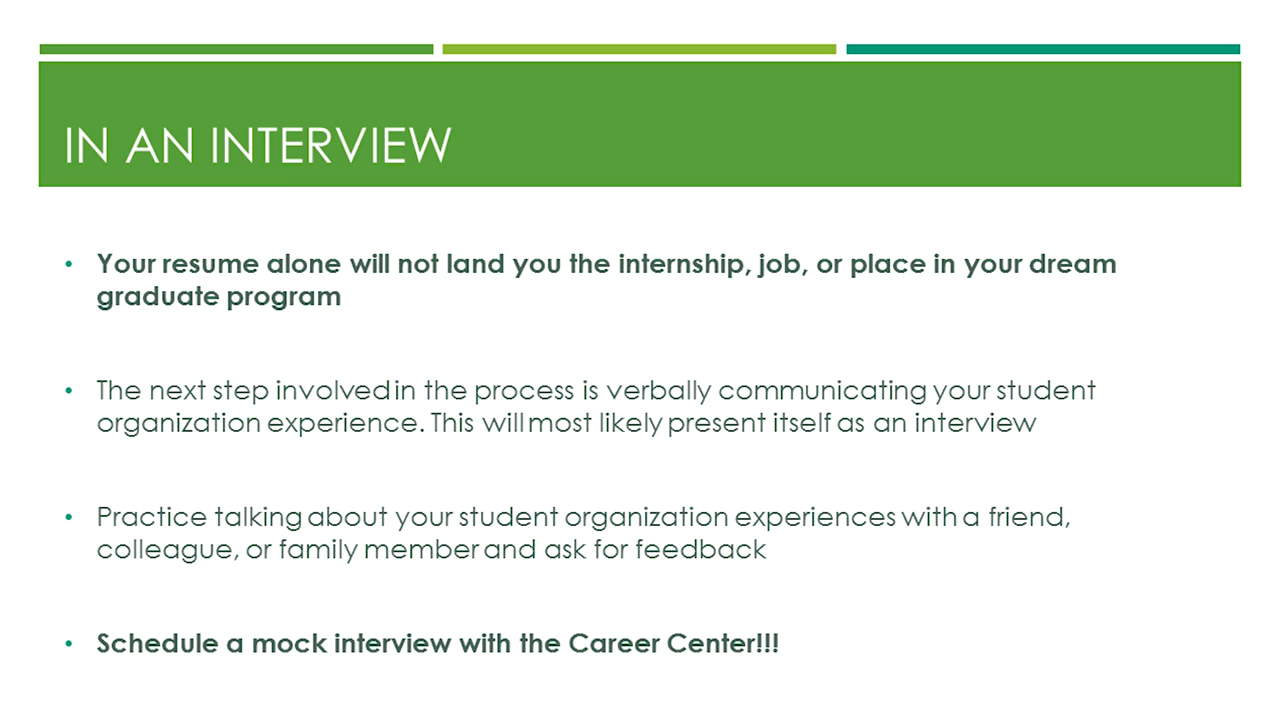 IN AN INTERVIEW
• Your resume alone will not land you the internship, job, or place in your dream
graduate program
• The next step involved in the process is verbally communicating your student
organization experience. This will most likely present itself as an interview
• Practice talking about your student organization experiences with a friend,
colleague, or family member and ask for feedback
• Schedule a mock interview with the Career Center!!!